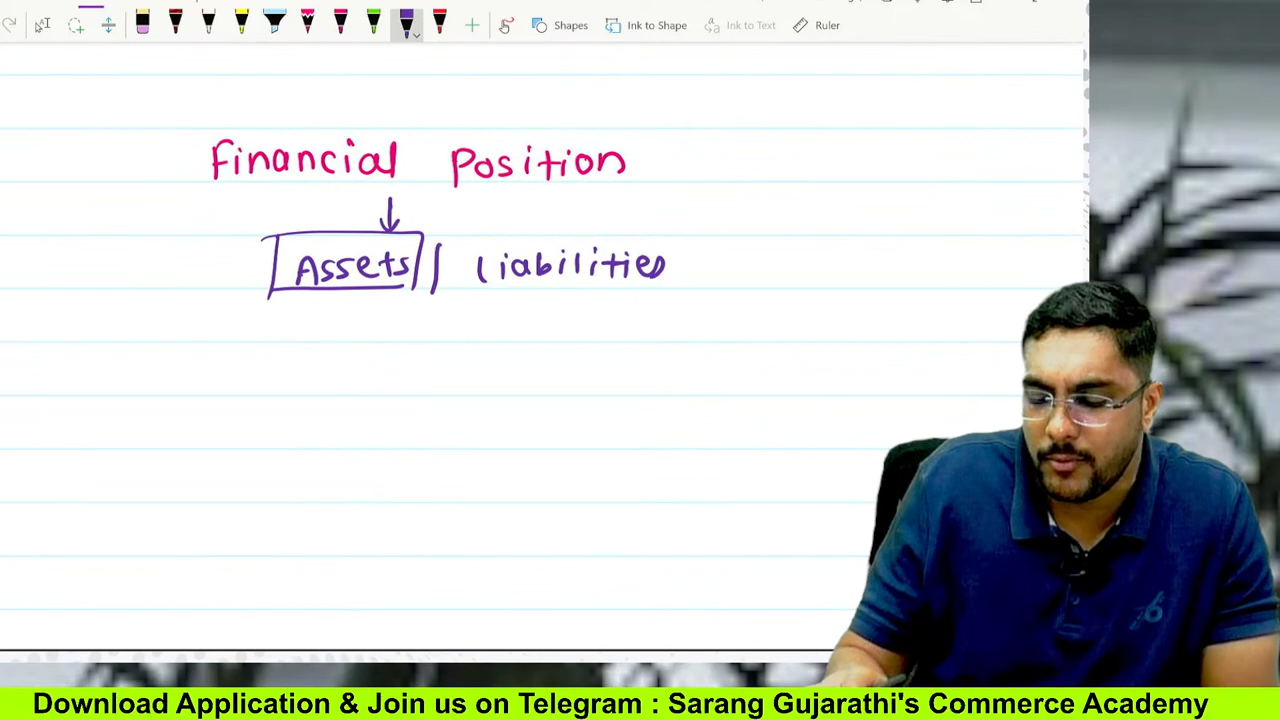 Shapes Ink to Shape Ink to Text Ruler
Financial Position
Assets / liabilities
Download Application & Join us on Telegram : Sarang Gujarathi's Commerce Academy